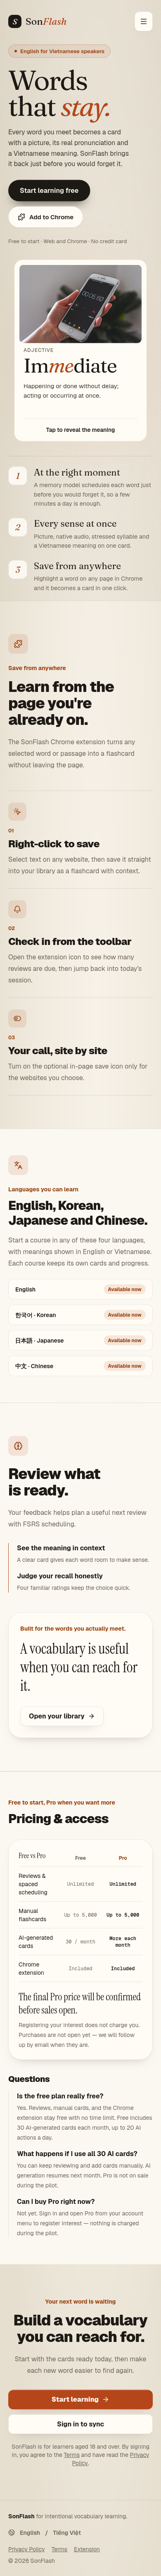 S SonFlash
English for Vietnamese speakers
Words
that stay.
Every word you meet becomes a card
with a picture, its real pronunciation and
a Vietnamese meaning. SonFlash brings
it back just before you would forget it.
Start learning free
Add to Chrome
Free to start · Web and Chrome · No credit card
ADJECTIVE
Immediate
Happening or done without delay;
acting or occurring at once.
Tap to reveal the meaning
1
At the right moment
A memory model schedules each word just
before you would forget it, so a few
minutes a day is enough.
2
Every sense at once
Picture, native audio, stressed syllable and
a Vietnamese meaning on one card.
3
Save from anywhere
Highlight a word on any page in Chrome
and it becomes a card in one click.
Save from anywhere
Learn from the
page you're
already on.
The SonFlash Chrome extension turns any
selected word or passage into a flashcard
without leaving the page.
01
Right-click to save
Select text on any website, then save it straight
into your library as a flashcard with context.
02
Check in from the toolbar
Open the extension icon to see how many
reviews are due, then jump back into today's
session.
03
Your call, site by site
Turn on the optional in-page save icon only for
the websites you choose.
Languages you can learn
English, Korean,
Japanese and Chinese.
Start a course in any of these four languages,
with meanings shown in English or Vietnamese.
Each course keeps its own cards and progress.
English Available now
한국어 · Korean Available now
日本語 · Japanese Available now
中文 · Chinese Available now
Review what
is ready.
Your feedback helps plan a useful next review
with FSRS scheduling.
See the meaning in context
A clear card gives each word room to make sense.
Judge your recall honestly
Four familiar ratings keep the choice quick.
Built for the words you actually meet.
A vocabulary is useful
when you can reach for
it.
Open your library
Free to start, Pro when you want more
Pricing & access
Free vs Pro Free Pro
Reviews &
spaced
scheduling
Unlimited Unlimited
Manual
flashcards
Up to 5,000 Up to 5,000
AI-generated
cards
30 / month More each
month
Chrome
extension
Included Included
The final Pro price will be confirmed
before sales open.
Registering your interest does not charge you.
Purchases are not open yet — we will follow
up by email when they are.
Questions
Is the free plan really free?
Yes. Reviews, manual cards, and the Chrome
extension stay free with no time limit. Free includes
30 AI-generated cards each month, up to 20 AI
actions a day.
What happens if I use all 30 AI cards?
You can keep reviewing and add cards manually. AI
generation resumes next month. Pro is not on sale
during the pilot.
Can I buy Pro right now?
Not yet. Sign in and open Pro from your account
menu to register interest — nothing is charged
during the pilot.
Your next word is waiting
Build a vocabulary
you can reach for.
Start with the cards ready today, then make
each new word easier to find again.
Start learning
Sign in to sync
SonFlash is for learners aged 18 and over. By signing
in, you agree to the Terms and have read the Privacy
Policy.
SonFlash for intentional vocabulary learning.
English / Tiếng Việt
Privacy Policy Terms Extension
© 2026 SonFlash